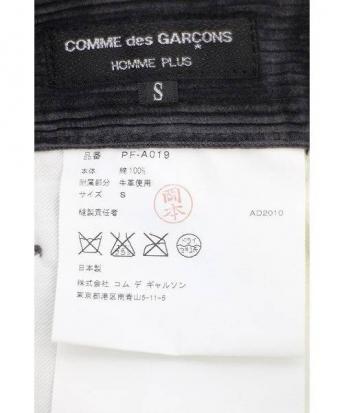 COMME des GARÇONS
HOMME PLUS
S
品番 PF-A019
本体 綿100%
附属部分 牛革使用
サイズ S
縫製責任者 岡本 AD2010
日本製
株式会社 コム デ ギャルソン
東京都港区南青山5-11-5